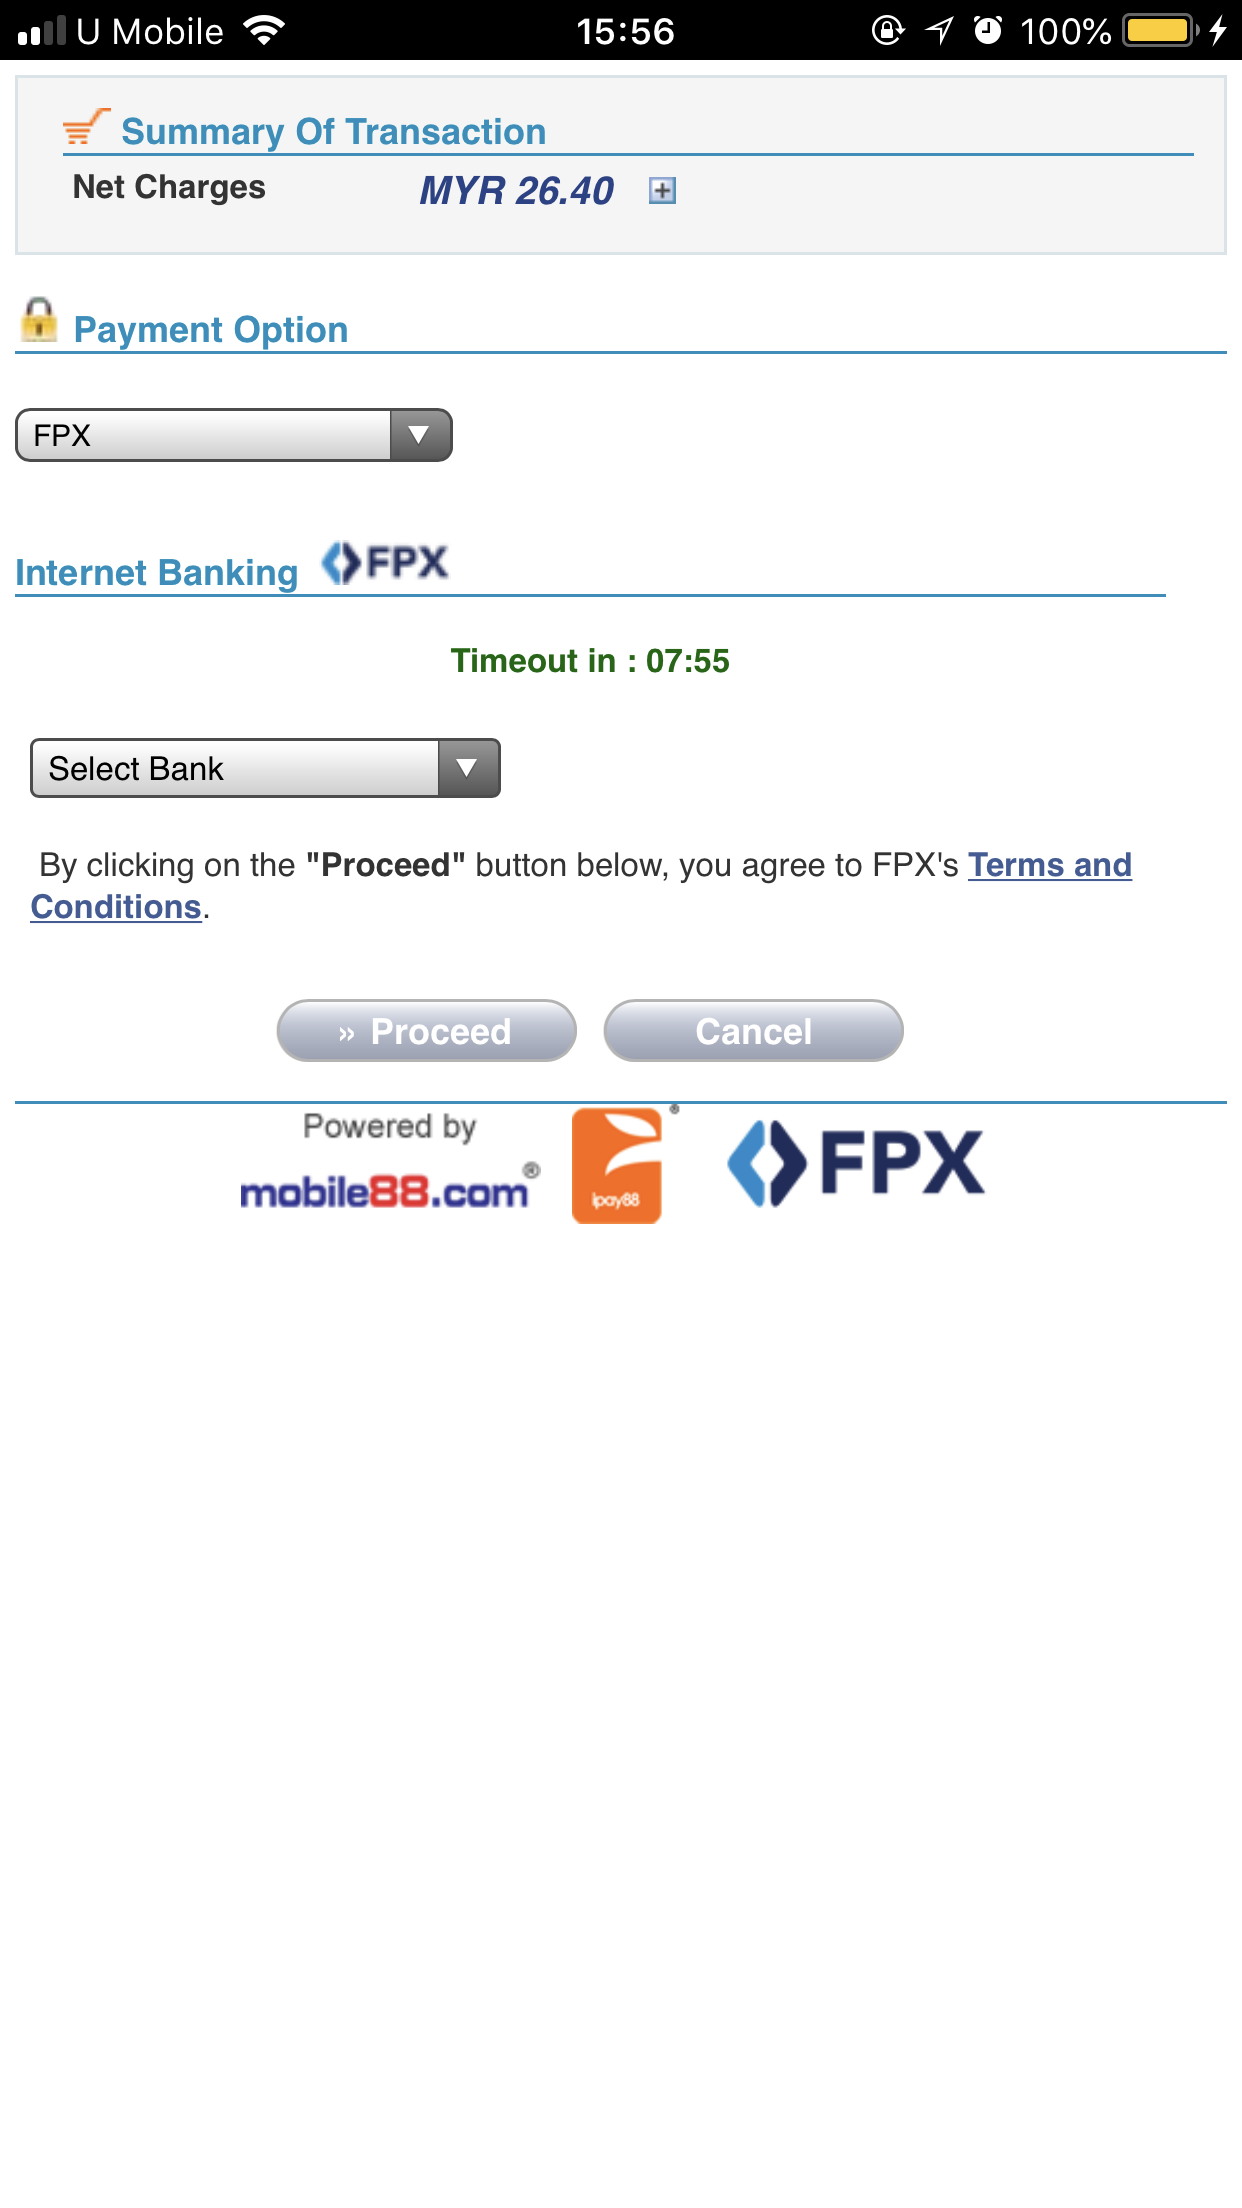 U Mobile 15:56 100%
Summary Of Transaction
Net Charges MYR 26.40
Payment Option
FPX
Internet Banking FPX
Timeout in : 07:55
Select Bank
By clicking on the "Proceed" button below, you agree to FPX's Terms and
Conditions.
» Proceed Cancel
Powered by
mobile88.com® ipay88 ® FPX